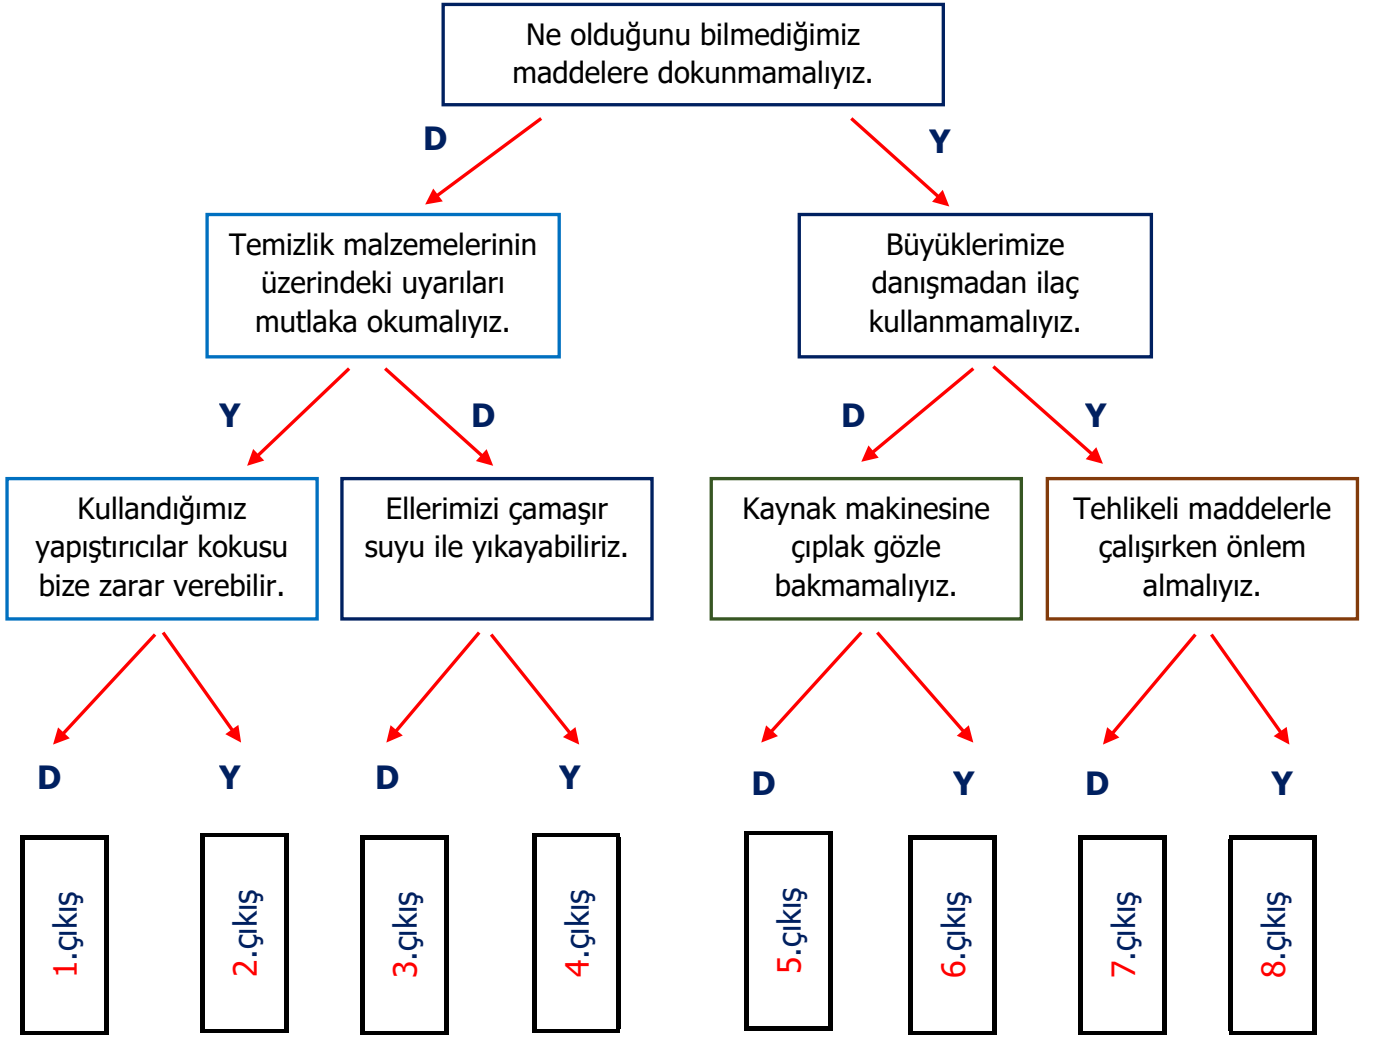 Ne olduğunu bilmediğimiz
maddelere dokunmamalıyız.
D
Y
Temizlik malzemelerinin
üzerindeki uyarıları
mutlaka okumalıyız.
Büyüklerimize
danışmadan ilaç
kullanmamalıyız.
Y
D
D
Y
Kullandığımız
yapıştırıcılar kokusu
bize zarar verebilir.
Ellerimizi çamaşır
suyu ile yıkayabiliriz.
Kaynak makinesine
çıplak gözle
bakmamalıyız.
Tehlikeli maddelerle
çalışırken önlem
almalıyız.
D
Y
D
Y
D
Y
D
Y
1.çıkış
2.çıkış
3.çıkış
4.çıkış
5.çıkış
6.çıkış
7.çıkış
8.çıkış